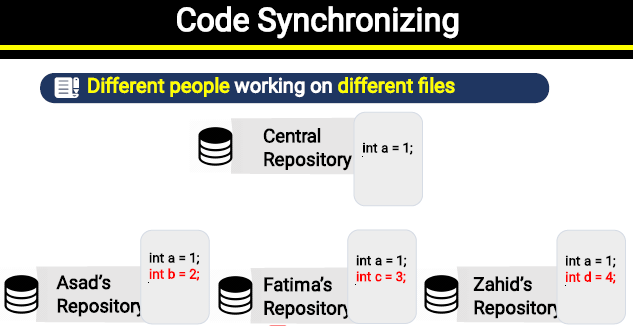 Code Synchronizing
Different people working on different files
Central
Repository
int a = 1;
int a = 1;
int b = 2;
Asad's
Repository
int a = 1;
int c = 3;
Fatima's
Repository
int a = 1;
int d = 4;
Zahid's
Repository